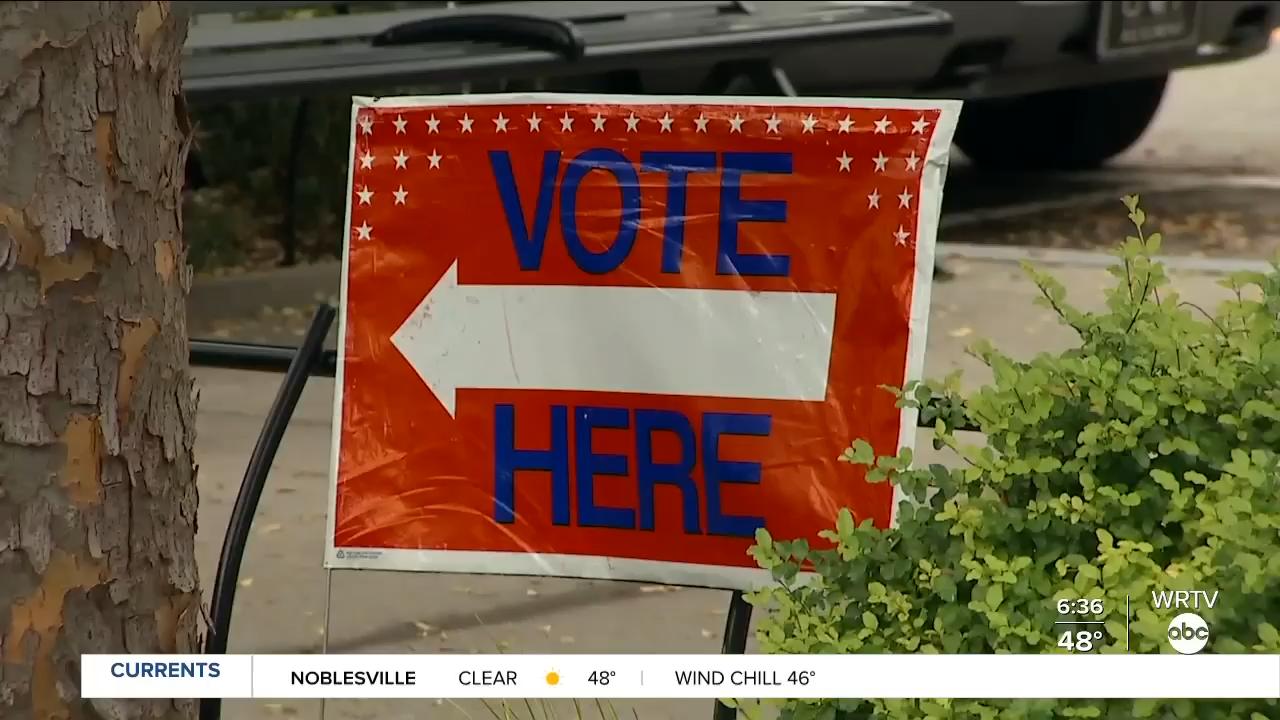 VOTE
HERE
6:36
48°
WRTV
abc
CURRENTS
NOBLESVILLE CLEAR 48° WIND CHILL 46°